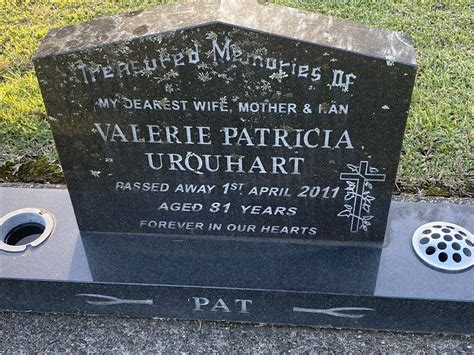 Treasured Memories Of
MY DEAREST WIFE, MOTHER & NAN
VALERIE PATRICIA
URQUHART
PASSED AWAY 1ST APRIL 2011
AGED 81 YEARS
FOREVER IN OUR HEARTS
PAT